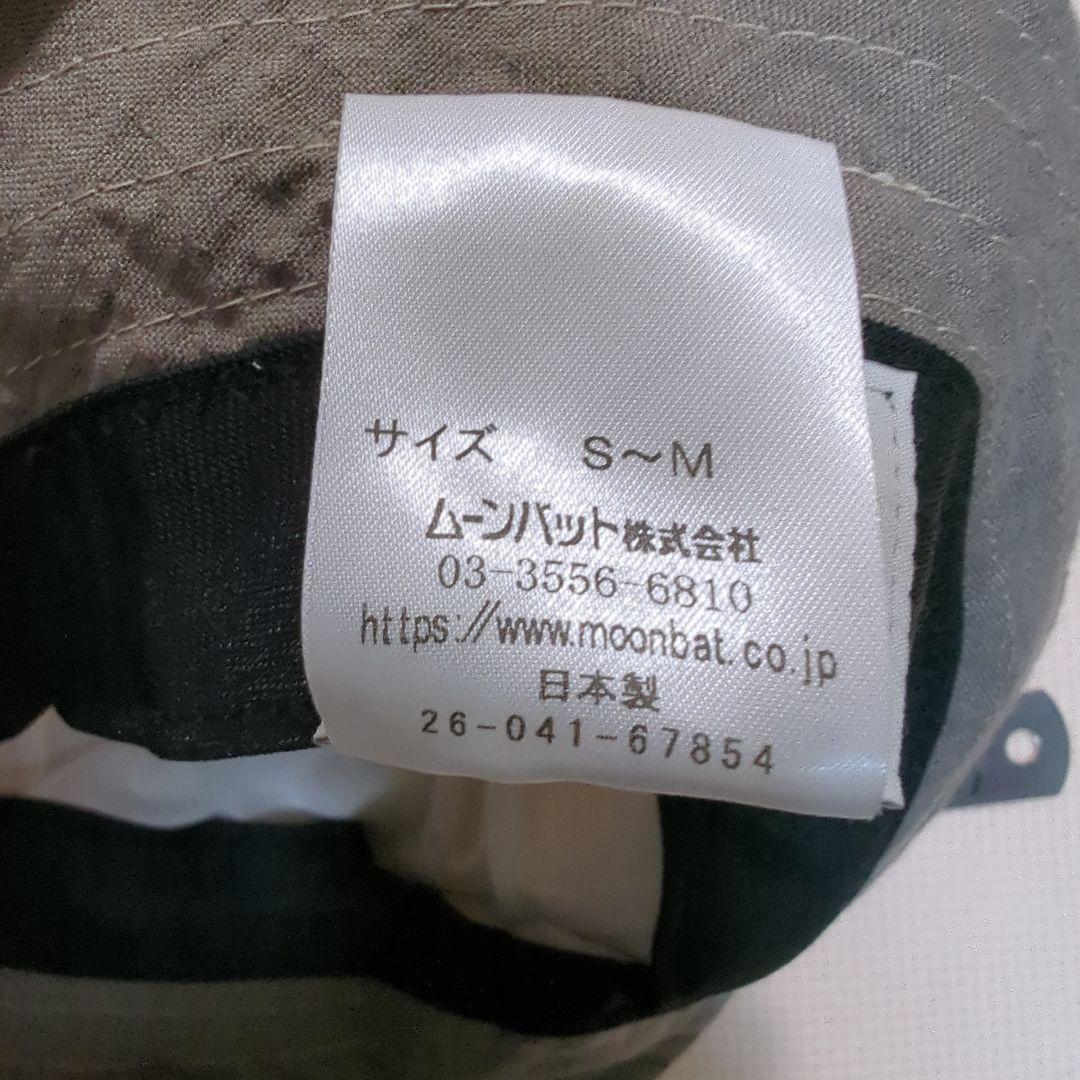 サイズ　S～M
ムーンバット株式会社
03-3556-6810
https://www.moonbat.co.jp
日本製
26-041-67854